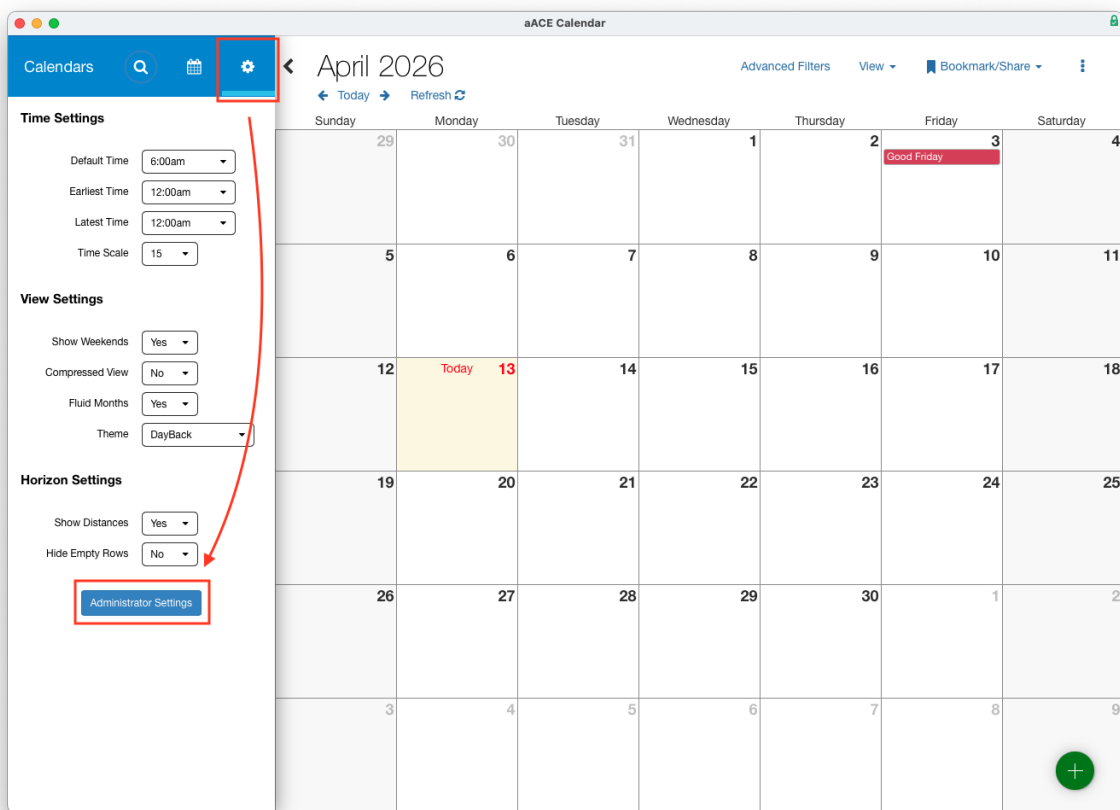 aACE Calendar
Calendars
Time Settings
Default Time 6:00am
Earliest Time 12:00am
Latest Time 12:00am
Time Scale 15
View Settings
Show Weekends Yes
Compressed View No
Fluid Months Yes
Theme DayBack
Horizon Settings
Show Distances Yes
Hide Empty Rows No
Administrator Settings
April 2026
Advanced Filters View Bookmark/Share
Today Refresh
Sunday Monday Tuesday Wednesday Thursday Friday Saturday
29 30 31 1 2 3 4
Good Friday
5 6 7 8 9 10 11
12 Today 13 14 15 16 17 18
19 20 21 22 23 24 25
26 27 28 29 30 1 2
3 4 5 6 7 8 9